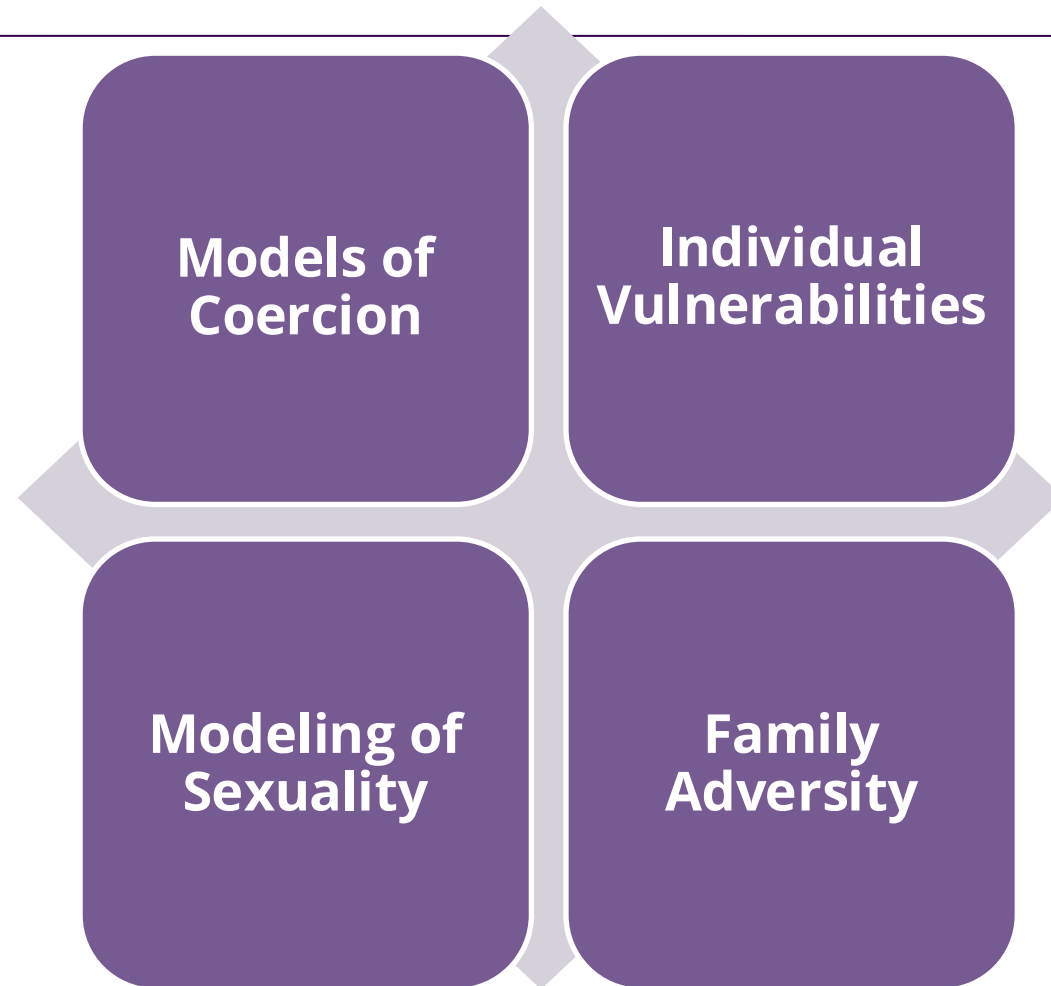 Models of
Coercion
Individual
Vulnerabilities
Modeling of
Sexuality
Family
Adversity